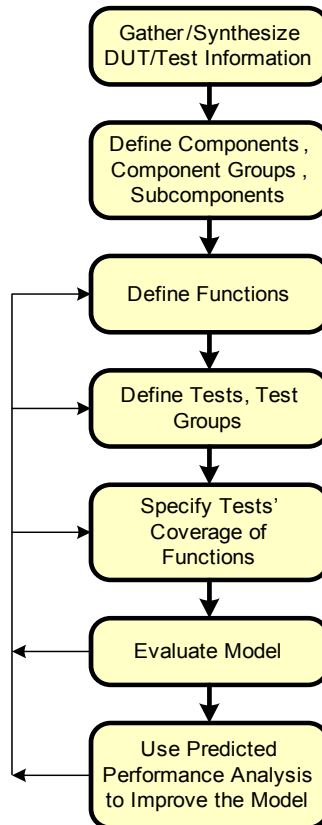 Gather/Synthesize
DUT/Test Information
Define Components ,
Component Groups ,
Subcomponents
Define Functions
Define Tests, Test
Groups
Specify Tests’
Coverage of
Functions
Evaluate Model
Use Predicted
Performance Analysis
to Improve the Model